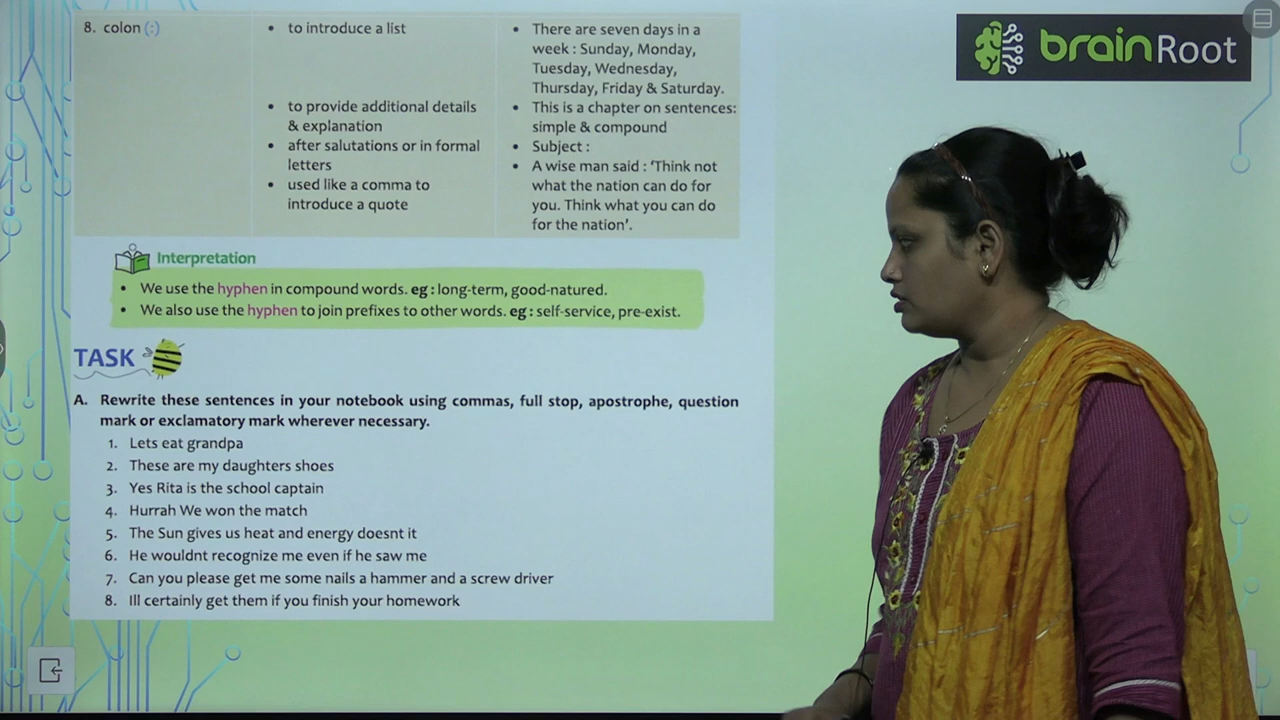 brainRoot
8. colon (:)
• to introduce a list
• There are seven days in a
week : Sunday, Monday,
Tuesday, Wednesday,
Thursday, Friday & Saturday.
• to provide additional details
& explanation
• This is a chapter on sentences:
simple & compound
• after salutations or in formal
letters
• Subject :
• used like a comma to
introduce a quote
• A wise man said : ‘Think not
what the nation can do for
you. Think what you can do
for the nation’.
Interpretation
• We use the hyphen in compound words. eg : long-term, good-natured.
• We also use the hyphen to join prefixes to other words. eg : self-service, pre-exist.
TASK
A. Rewrite these sentences in your notebook using commas, full stop, apostrophe, question
mark or exclamatory mark wherever necessary.
1. Lets eat grandpa
2. These are my daughters shoes
3. Yes Rita is the school captain
4. Hurrah We won the match
5. The Sun gives us heat and energy doesnt it
6. He wouldnt recognize me even if he saw me
7. Can you please get me some nails a hammer and a screw driver
8. Ill certainly get them if you finish your homework